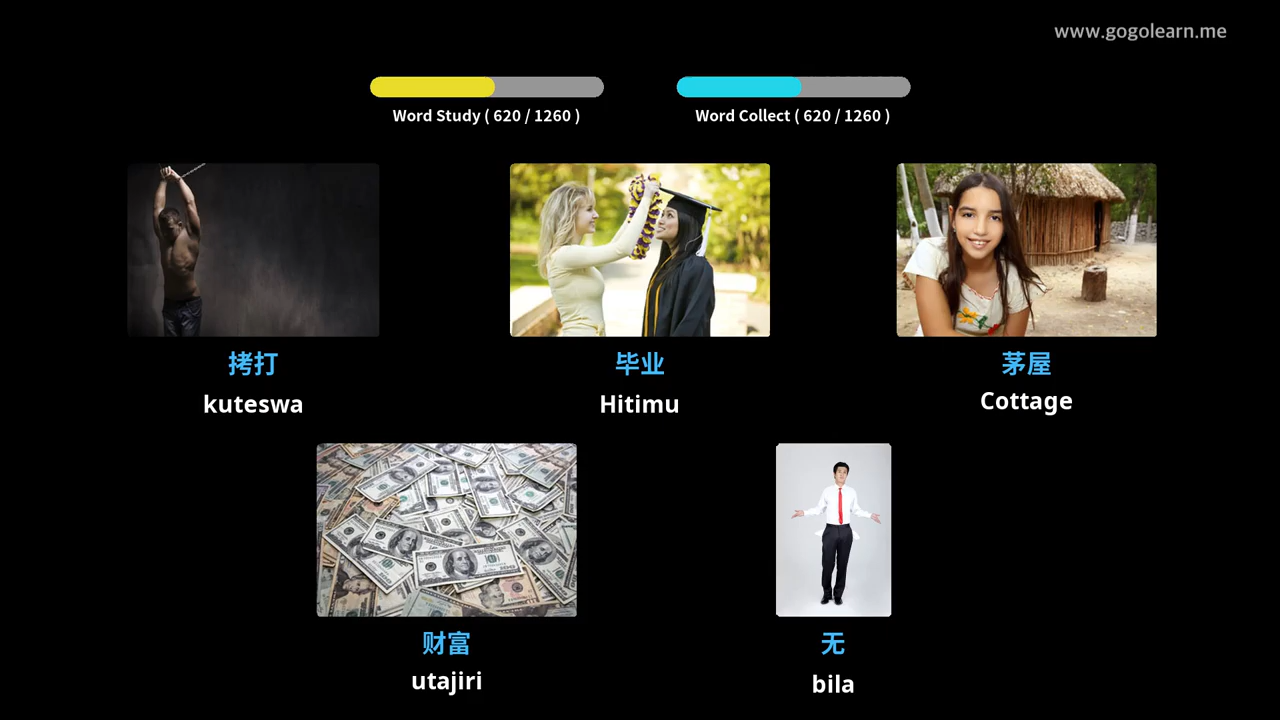 www.gogolearn.me
Word Study ( 620 / 1260 )
Word Collect ( 620 / 1260 )
拷打
kuteswa
毕业
Hitimu
茅屋
Cottage
财富
utajiri
无
bila